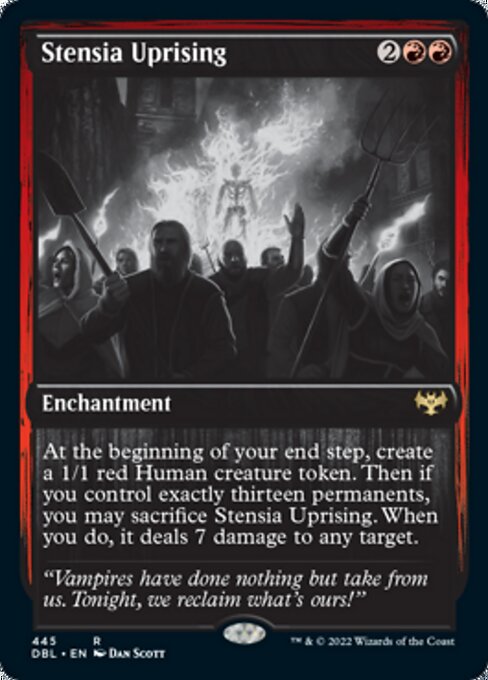 Stensia Uprising 2
Enchantment
At the beginning of your end step, create
a 1/1 red Human creature token. Then if
you control exactly thirteen permanents,
you may sacrifice Stensia Uprising. When
you do, it deals 7 damage to any target.
“Vampires have done nothing but take from
us. Tonight, we reclaim what’s ours!”
445 R
DBL • EN Dan Scott
™ & © 2022 Wizards of the Coast